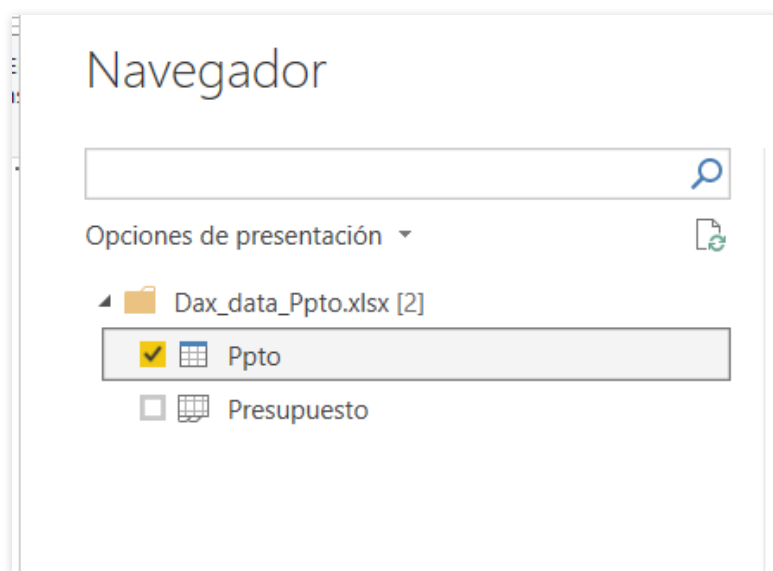 Navegador
Opciones de presentación
Dax_data_Ppto.xlsx [2]
Ppto
Presupuesto